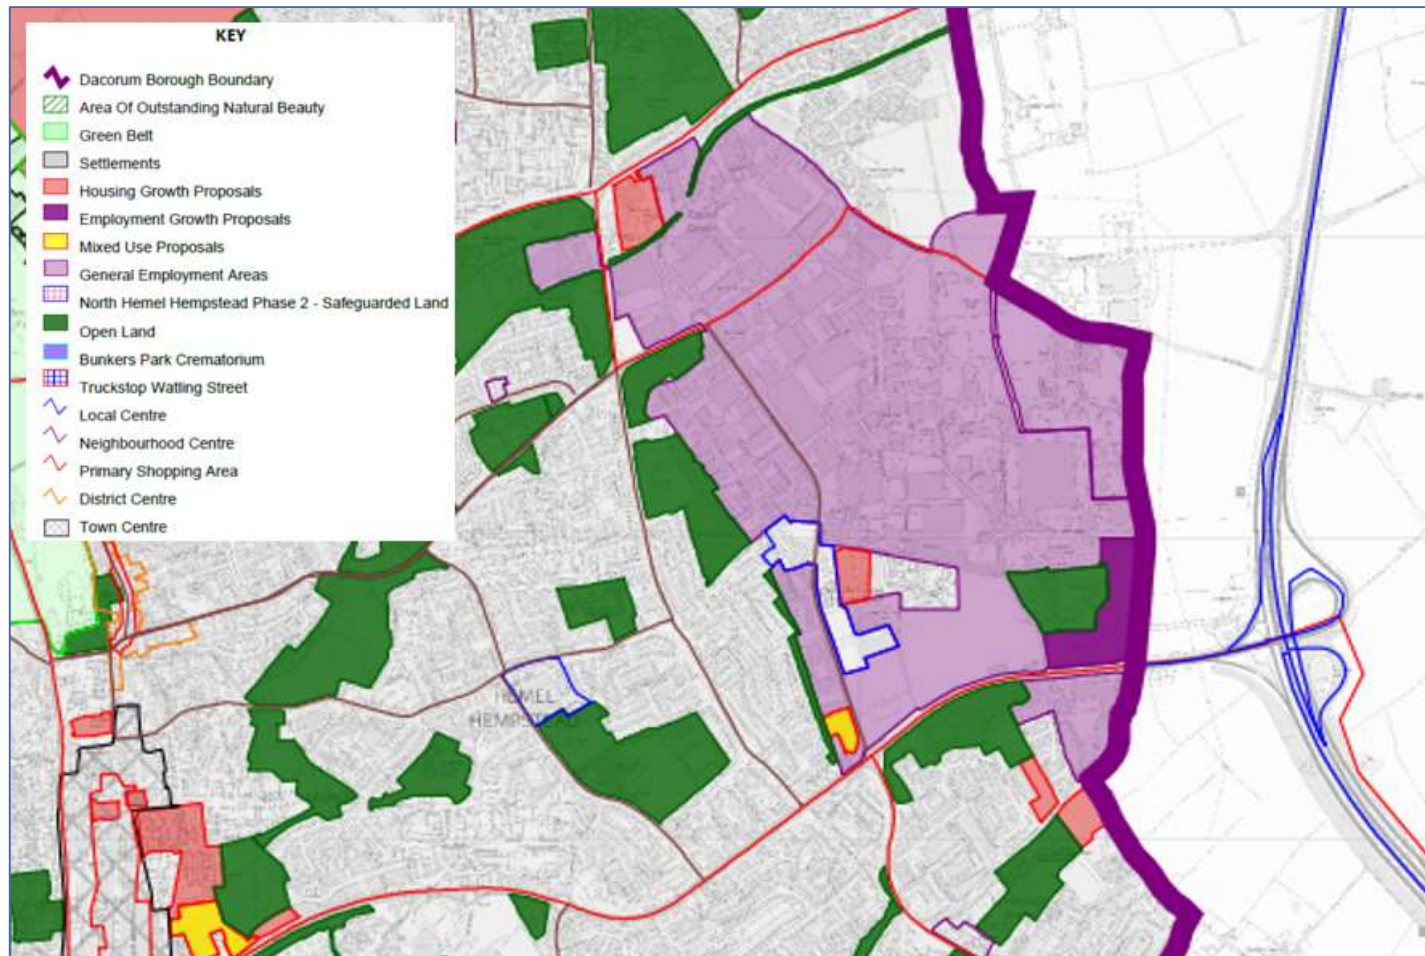 KEY
Dacorum Borough Boundary
Area Of Outstanding Natural Beauty
Green Belt
Settlements
Housing Growth Proposals
Employment Growth Proposals
Mixed Use Proposals
General Employment Areas
North Hemel Hempstead Phase 2 - Safeguarded Land
Open Land
Bunkers Park Crematorium
Truckstop Watling Street
Local Centre
Neighbourhood Centre
Primary Shopping Area
District Centre
Town Centre
HEMEL
HEMPSTEAD